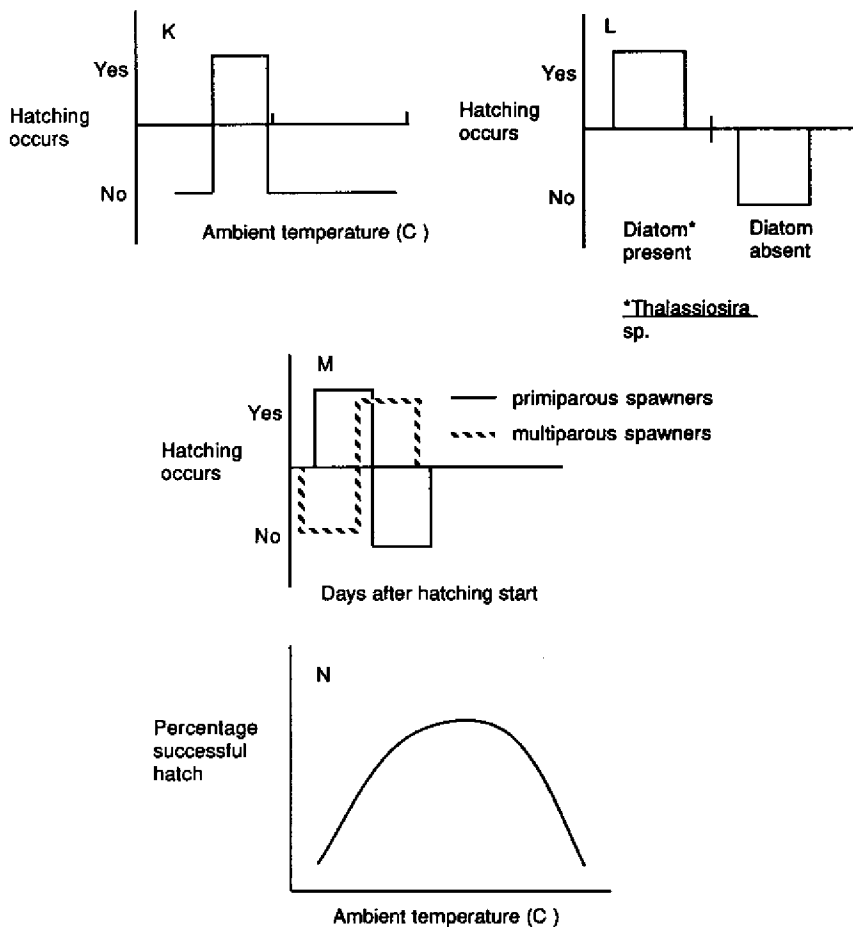 K
Yes
Hatching
occurs
No
Ambient temperature (C )
L
Yes
Hatching
occurs
No
Diatom*
present
Diatom
absent
*Thalassiosira
sp.
M
Yes
Hatching
occurs
No
primiparous spawners
multiparous spawners
Days after hatching start
N
Percentage
successful
hatch
Ambient temperature (C )